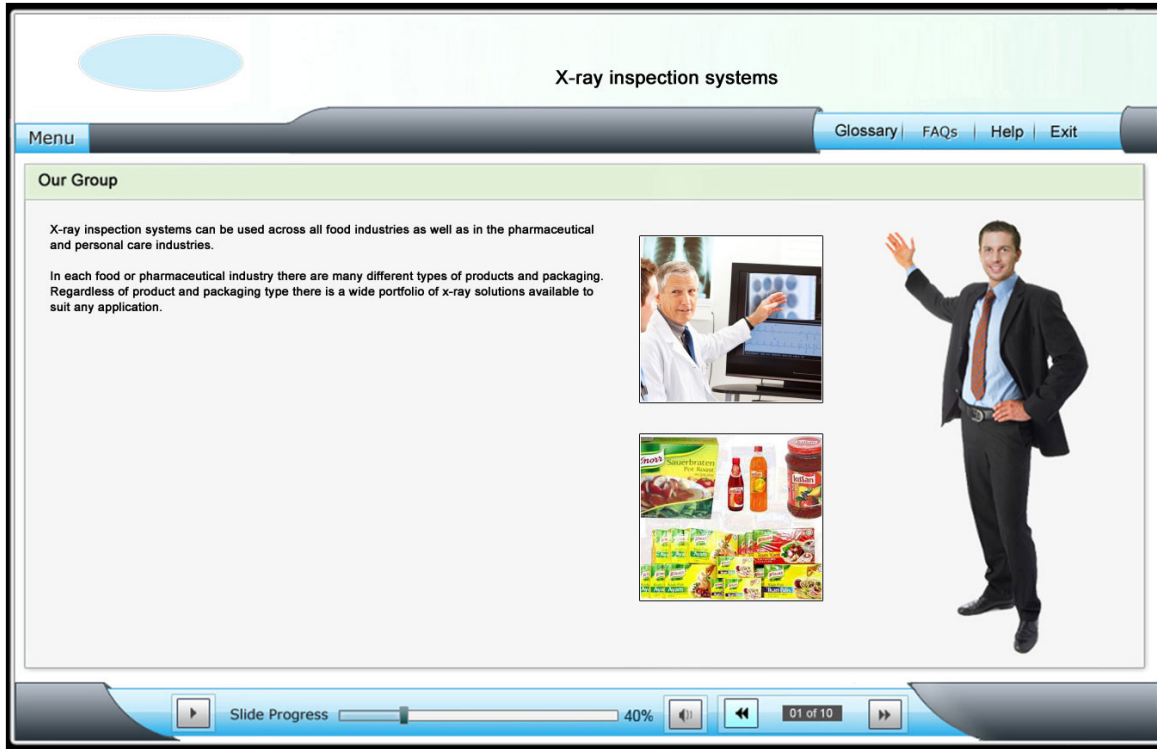 X-ray inspection systems
Menu
Glossary
FAQs
Help
Exit
Our Group
X-ray inspection systems can be used across all food industries as well as in the pharmaceutical
and personal care industries.
In each food or pharmaceutical industry there are many different types of products and packaging.
Regardless of product and packaging type there is a wide portfolio of x-ray solutions available to
suit any application.
Knorr
Sauerbraten
Pot Roast
kissan
Slide Progress
40%
01 of 10